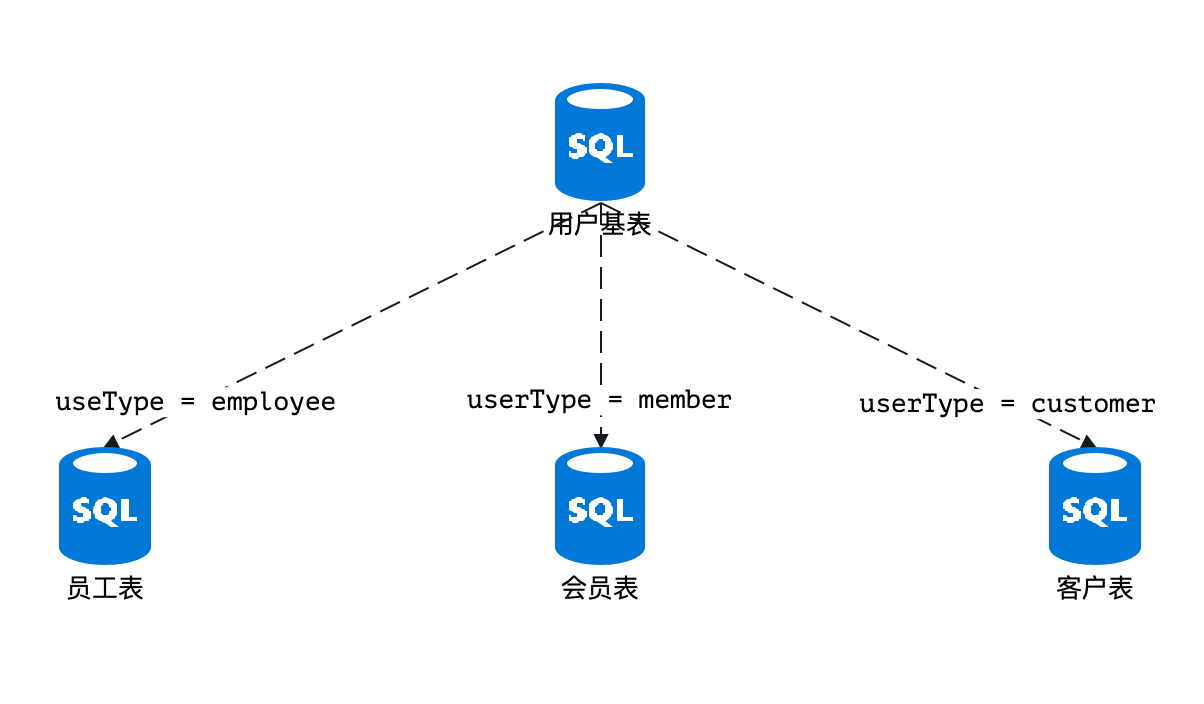 SQL
用户基表
useType = employee
userType = member
userType = customer
SQL
SQL
SQL
员工表
会员表
客户表